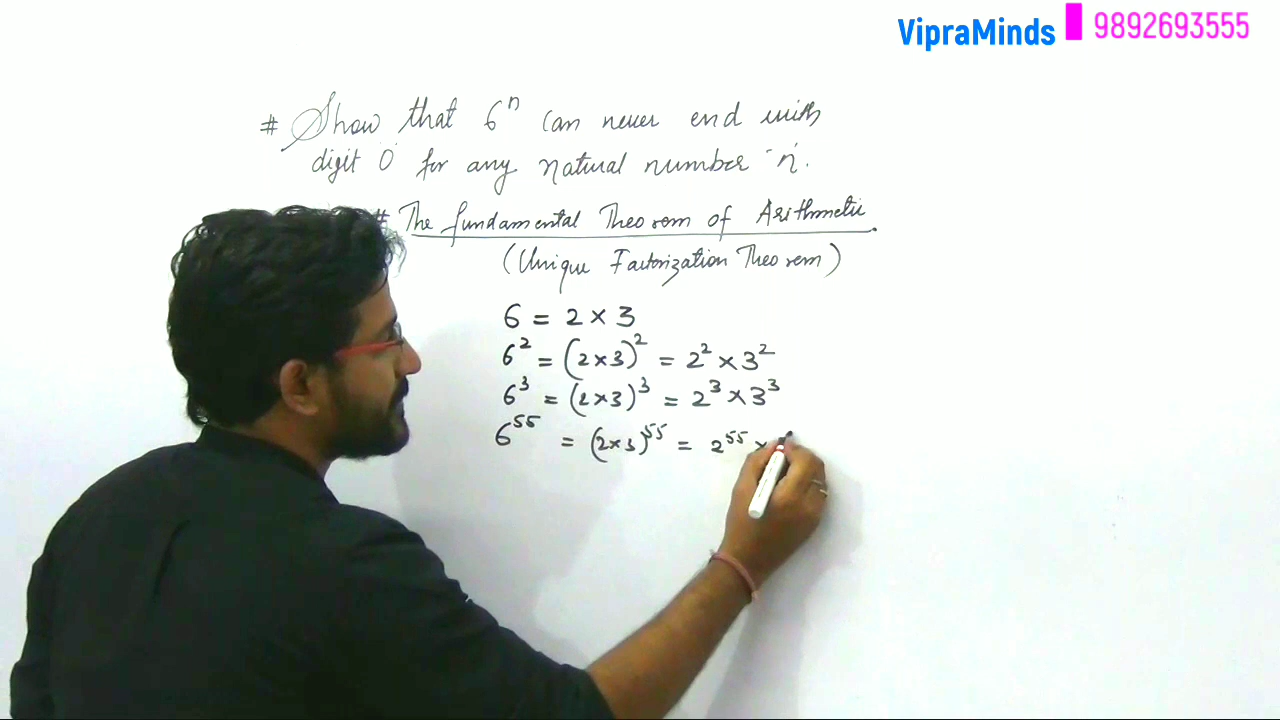 VipraMinds 9892693555
# Show that 6ⁿ can never end with
digit '0' for any natural number 'n'.
# The fundamental Theorem of Arithmetic
(Unique Factorization Theorem)
6 = 2 × 3
6² = (2×3)² = 2² × 3²
6³ = (2×3)³ = 2³ × 3³
6⁵⁵ = (2×3)⁵⁵ = 2⁵⁵ ×